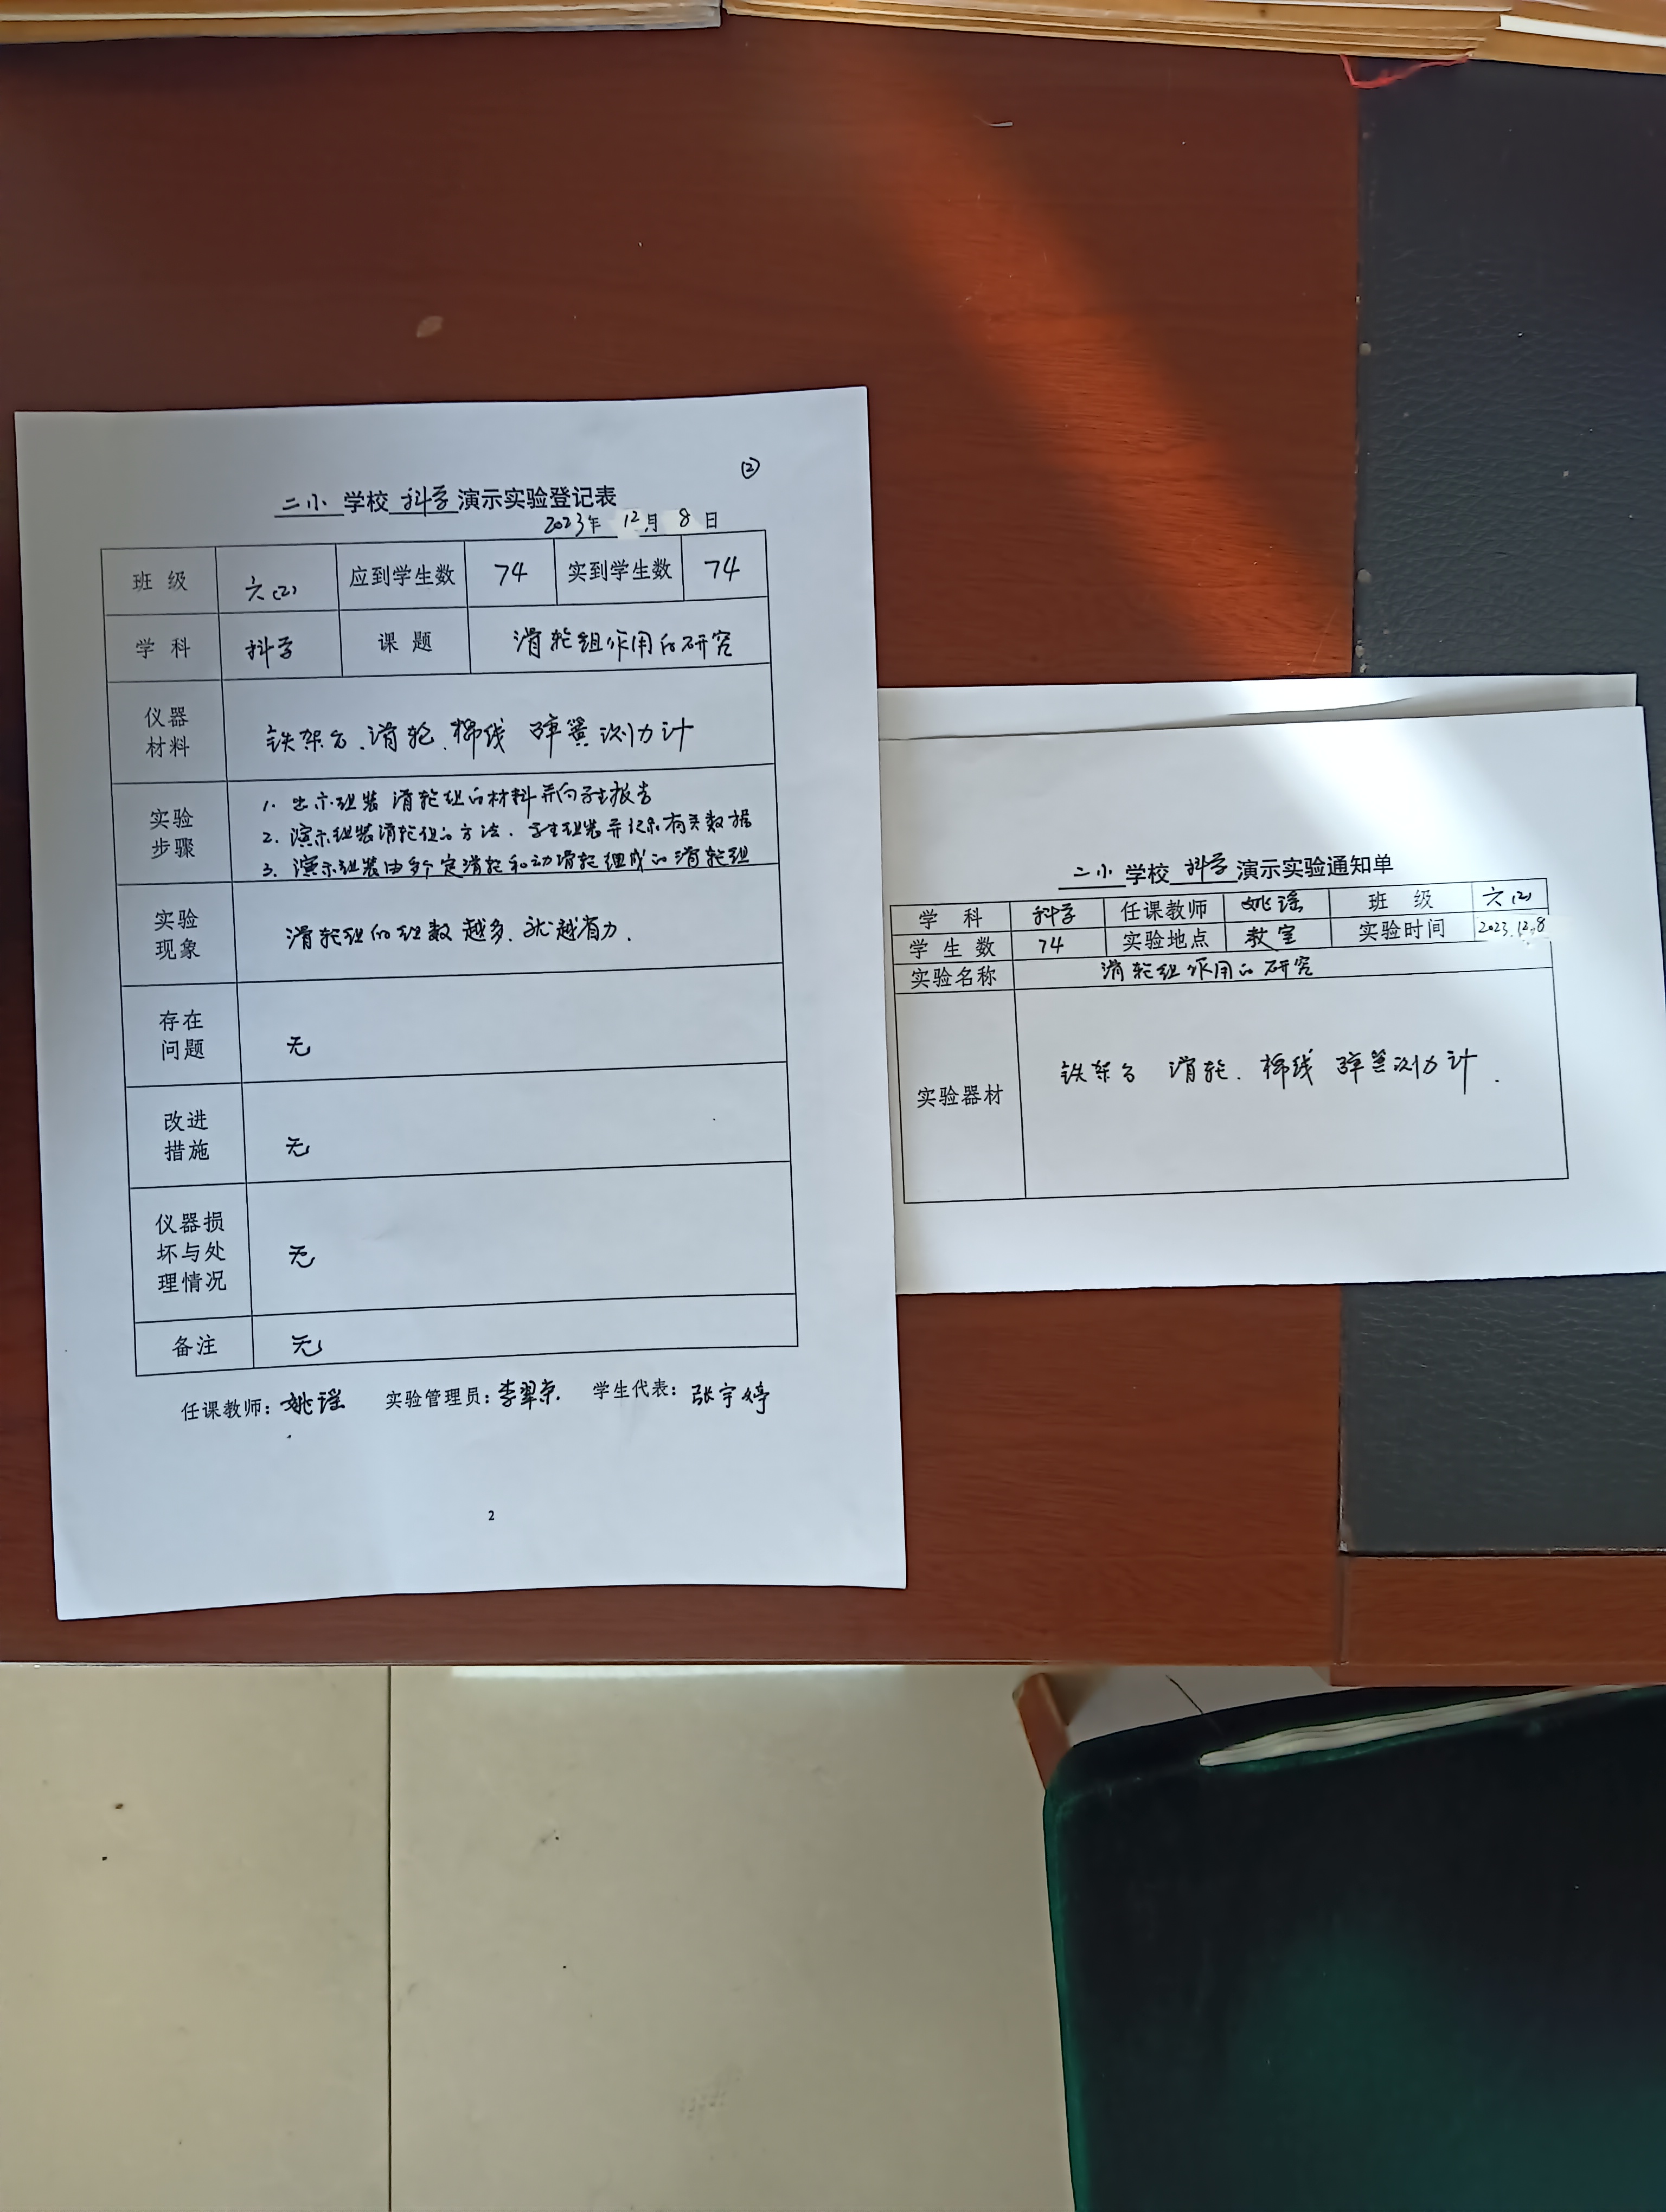 ②
二小 学校 科学 演示实验登记表
2023年 12月 8日
班 级 六(2) 应到学生数 74 实到学生数 74
学 科 科学 课 题 滑轮组作用的研究
仪器
材料
铁架台、滑轮、棉线 弹簧测力计
实验
步骤
1. 出示组装滑轮组的材料并向学生报告
2. 演示组装滑轮组的方法、学生组装并记录有关数据
3. 演示组装由多个定滑轮和动滑轮组成的滑轮组
实验
现象
滑轮组的组数越多、就越省力.
存在
问题
无
改进
措施
无
仪器损
坏与处
理情况
无
备注 无
任课教师:姚瑶 实验管理员:李翠京 学生代表:张宇婷
2
二小 学校 科学 演示实验通知单
学 科 科学 任课教师 姚瑶 班 级 六(2)
学 生 数 74 实验地点 教室 实验时间 2023.12.8
实验名称 滑轮组作用的研究
实验器材 铁架台 滑轮、棉线 弹簧测力计.